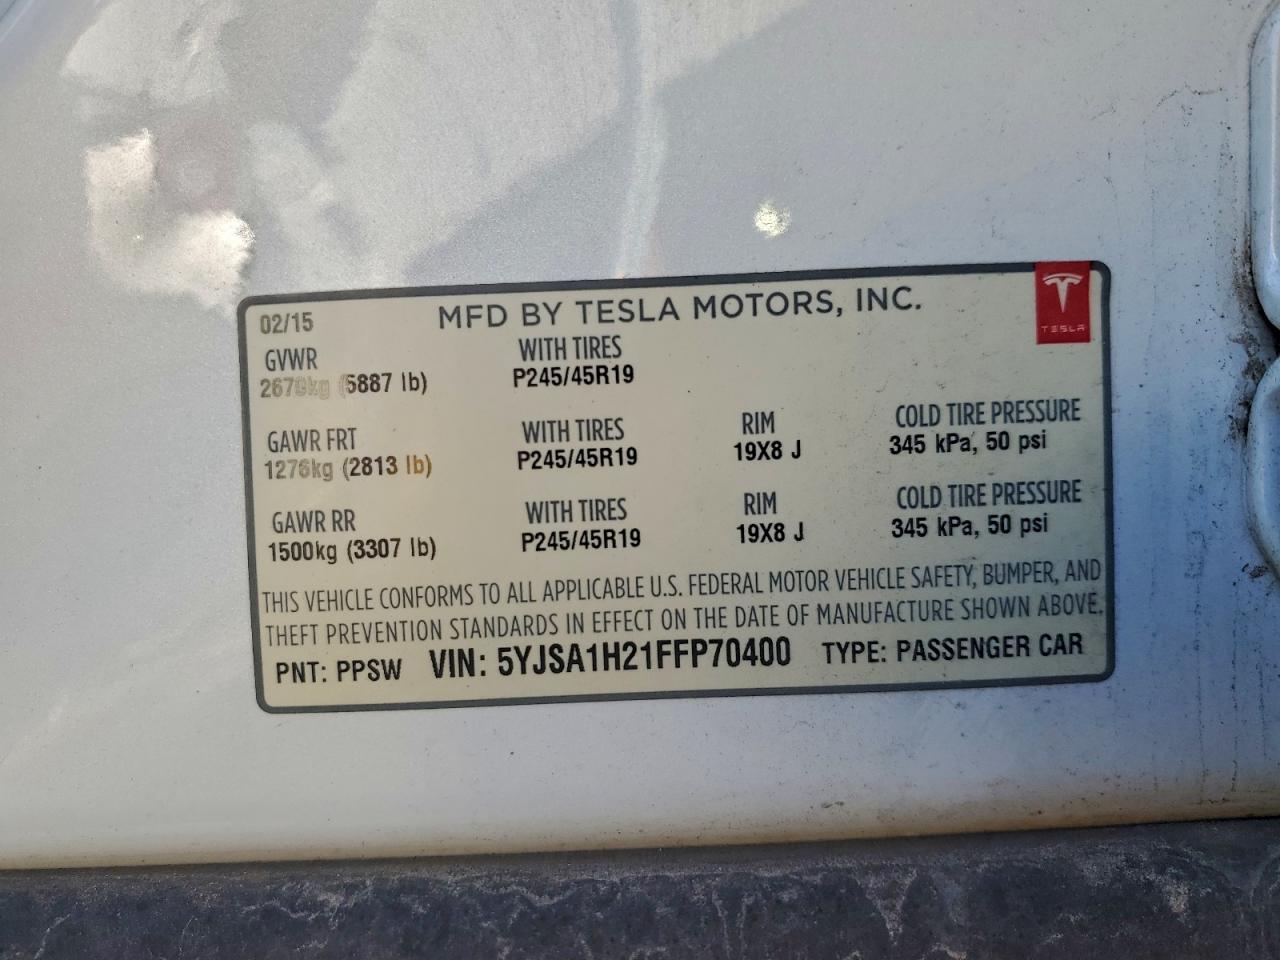 02/15 MFD BY TESLA MOTORS, INC.
TESLA
GVWR WITH TIRES
2670kg (5887 lb) P245/45R19
GAWR FRT WITH TIRES RIM COLD TIRE PRESSURE
1276kg (2813 lb) P245/45R19 19X8 J 345 kPa, 50 psi
GAWR RR WITH TIRES RIM COLD TIRE PRESSURE
1500kg (3307 lb) P245/45R19 19X8 J 345 kPa, 50 psi
THIS VEHICLE CONFORMS TO ALL APPLICABLE U.S. FEDERAL MOTOR VEHICLE SAFETY, BUMPER, AND
THEFT PREVENTION STANDARDS IN EFFECT ON THE DATE OF MANUFACTURE SHOWN ABOVE.
PNT: PPSW VIN: 5YJSA1H21FFP70400 TYPE: PASSENGER CAR